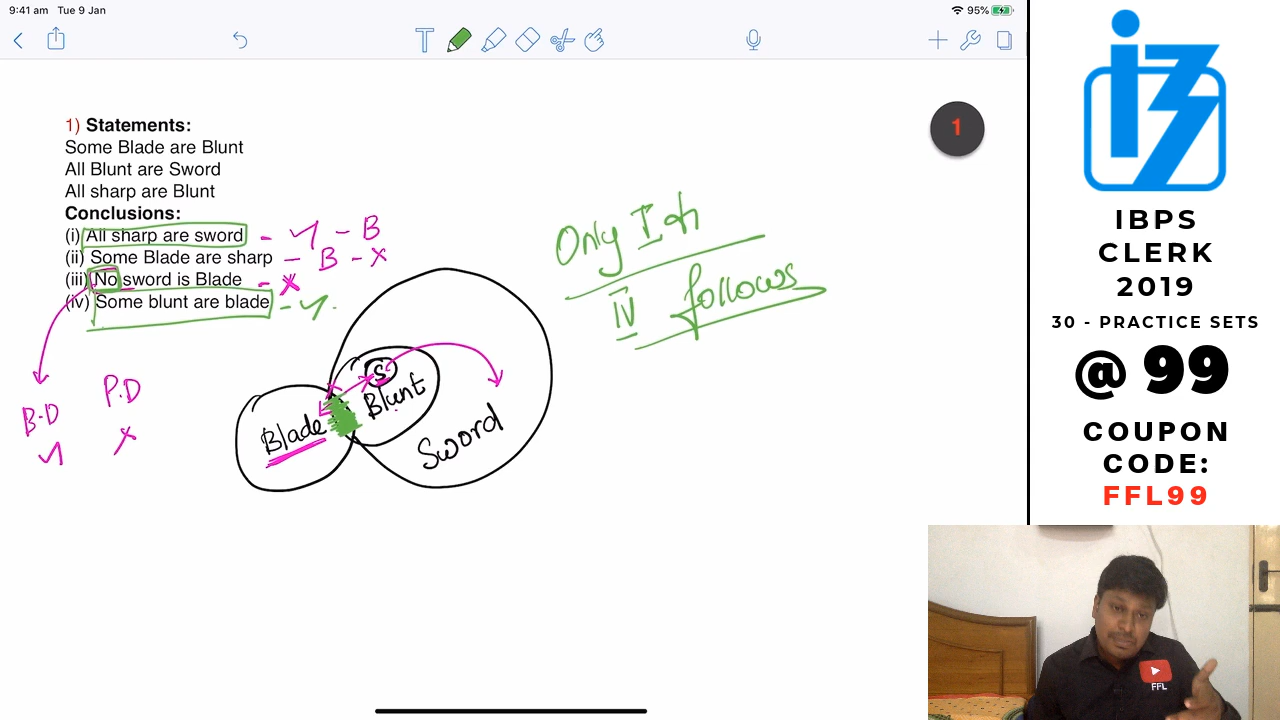 9:41 am Tue 9 Jan
95%
1) Statements:
Some Blade are Blunt
All Blunt are Sword
All sharp are Blunt
Conclusions:
(i) All sharp are sword - ✓ - B
(ii) Some Blade are sharp - B - X
(iii) No sword is Blade - X
(iv) Some blunt are blade - ✓.
B.D P.D
✓ X
Blade
S
Blunt
Sword
Only I &
IV follows
1
IBPS
CLERK
2019
30 - PRACTICE SETS
@ 99
COUPON
CODE:
FFL99
FFL